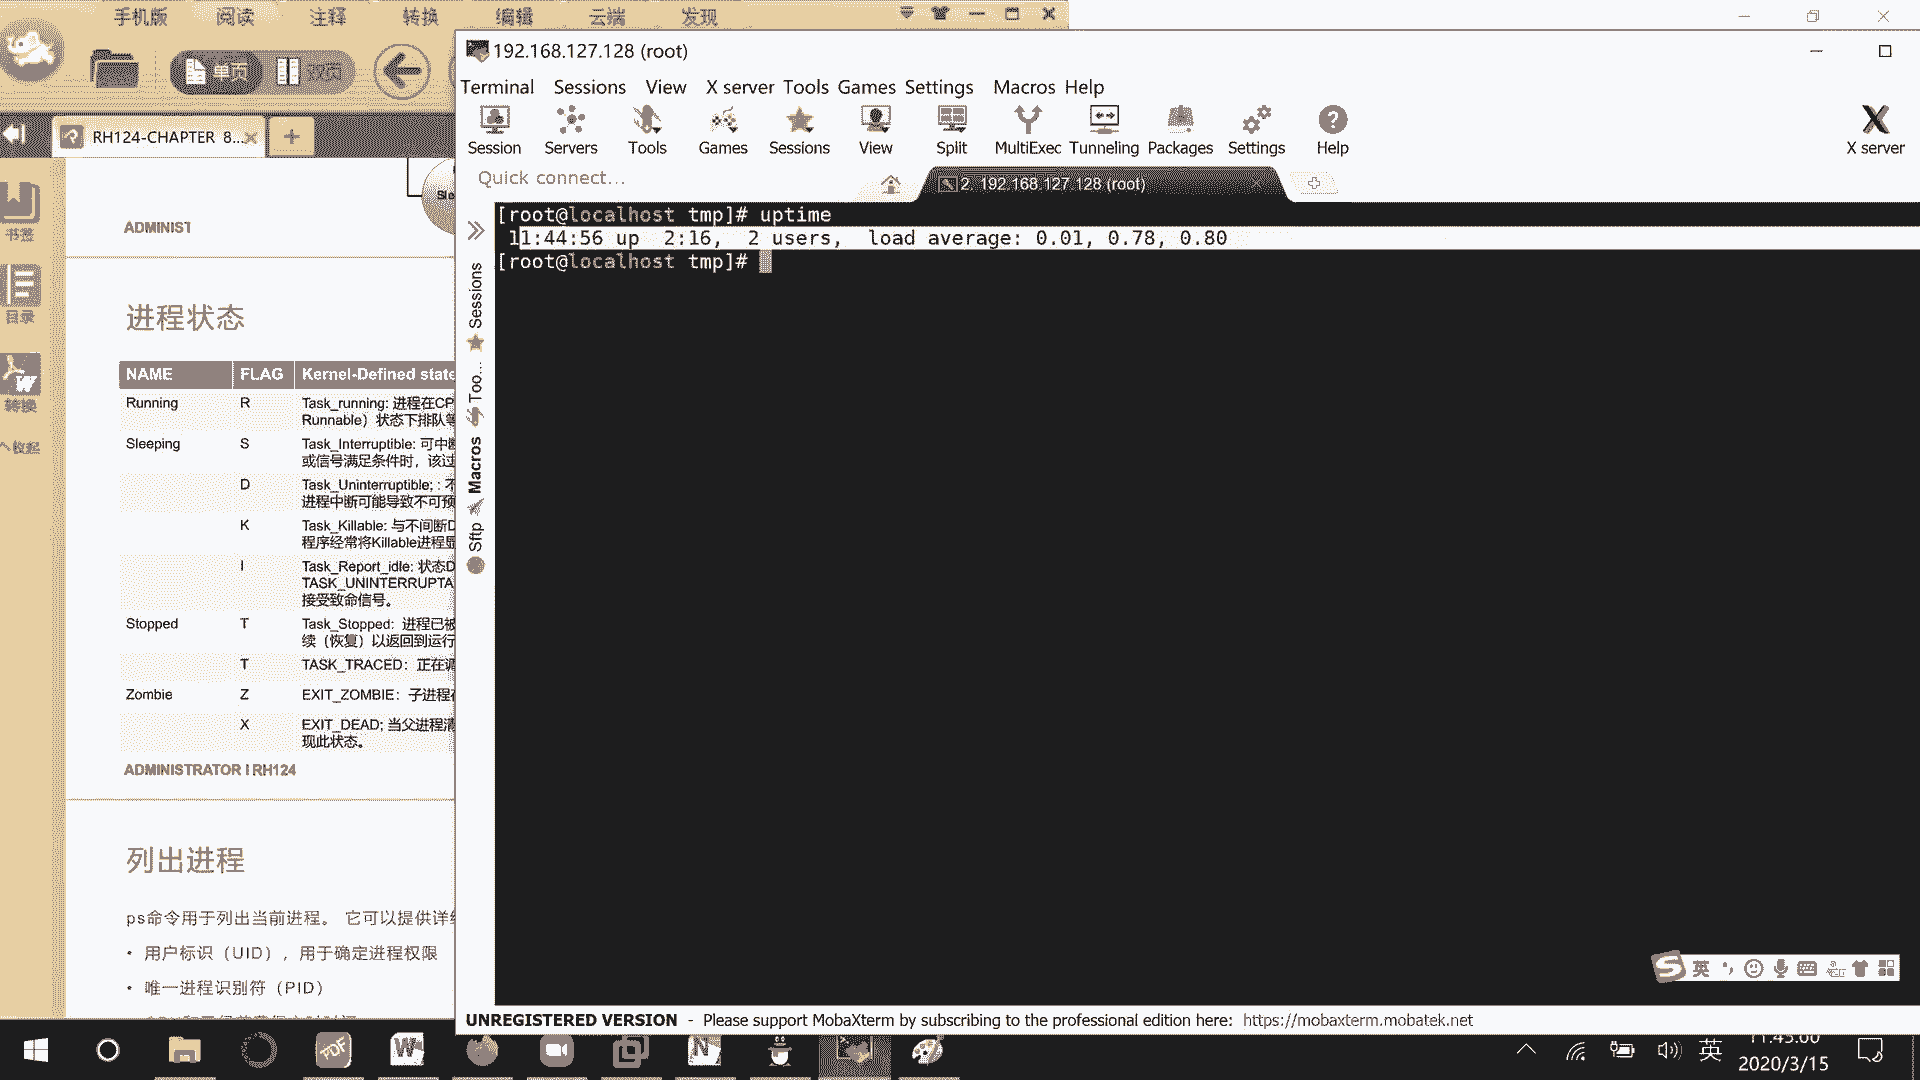 手机版 阅读 注释 转换 编辑 云端 发现
单页 双页
RH124-CHAPTER 8...
书签
目录
转换
收起
ADMINIST
进程状态
NAME FLAG Kernel-Defined state
Running R Task_running: 进程在CP
Runnable）状态下排队等
Sleeping S Task_Interruptible: 可中断
或信号满足条件时，该过
D Task_Uninterruptible; : 不
进程中断可能导致不可预
K Task_Killable: 与不间断D
程序经常将Killable进程显
I Task_Report_idle: 状态D
TASK_UNINTERRUPTA
接受致命信号。
Stopped T Task_Stopped: 进程已被
续（恢复）以返回到运行
T TASK_TRACED：正在调
Zombie Z EXIT_ZOMBIE：子进程在
X EXIT_DEAD; 当父进程清
现此状态。
ADMINISTRATOR I RH124
列出进程
ps命令用于列出当前进程。 它可以提供详细
• 用户标识（UID），用于确定进程权限
• 唯一进程识别符（PID）
192.168.127.128 (root)
Terminal Sessions View X server Tools Games Settings Macros Help
Session Servers Tools Games Sessions View Split MultiExec Tunneling Packages Settings Help X server
Quick connect...
2. 192.168.127.128 (root)
Sessions
Too...
Macros
Sftp
[root@localhost tmp]# uptime
11:44:56 up  2:16,  2 users,  load average: 0.01, 0.78, 0.80
[root@localhost tmp]#
英
UNREGISTERED VERSION - Please support MobaXterm by subscribing to the professional edition here: https://mobaxterm.mobatek.net
PDF
W
N
英
11:45:00
2020/3/15